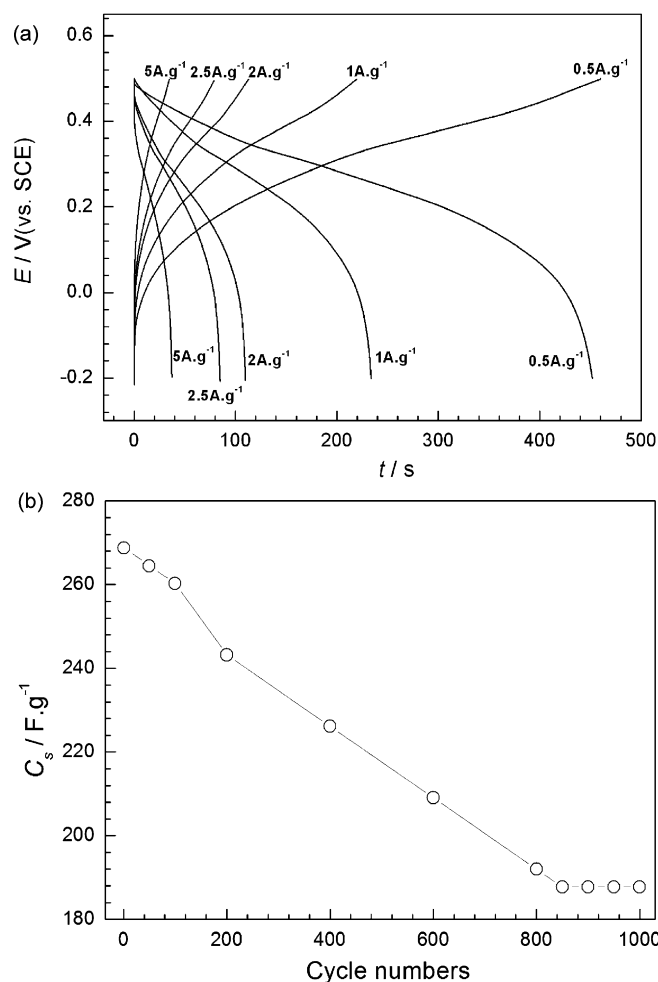 (a)
0.6
0.4
0.2
0.0
-0.2
E / V(vs. SCE)
5A.g⁻¹
2.5A.g⁻¹
2A.g⁻¹
1A.g⁻¹
0.5A.g⁻¹
5A.g⁻¹
2.5A.g⁻¹
2A.g⁻¹
1A.g⁻¹
0.5A.g⁻¹
0 100 200 300 400 500
t / s
(b)
280
260
240
220
200
180
Cₛ / F.g⁻¹
0 200 400 600 800 1000
Cycle numbers